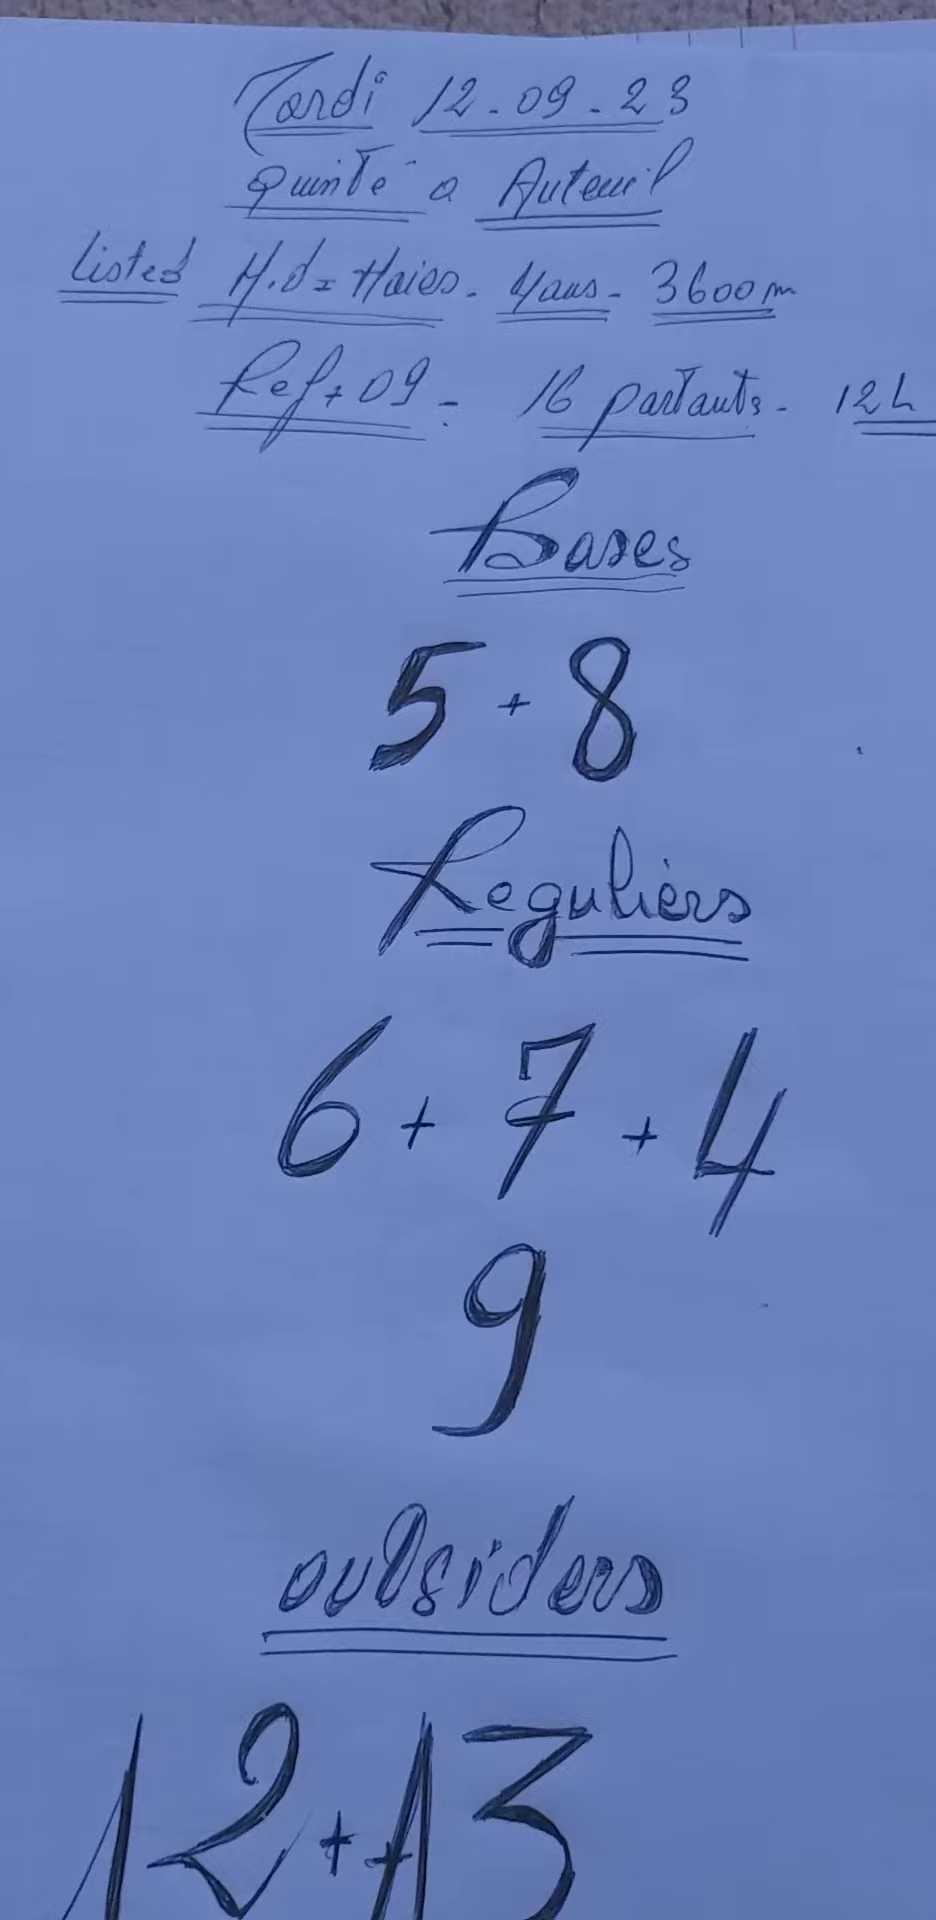 Mardi 12-09-23
Quinté à Auteuil
Listed H.d= Haies- 4ans- 3600m
Ref+09- 16 partants- 12h
Bases
5+8
Reguliers
6+7+4
9
outsiders
12+13